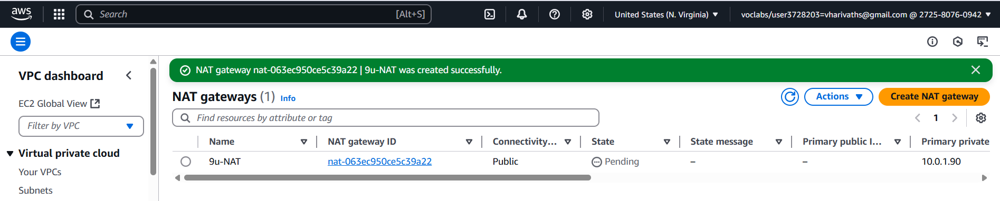 aws
Search [Alt+S]
United States (N. Virginia)
voclabs/user3728203=vharivaths@gmail.com @ 2725-8076-0942
VPC dashboard
EC2 Global View
Filter by VPC
Virtual private cloud
Your VPCs
Subnets
NAT gateway nat-063ec950ce5c39a22 | 9u-NAT was created successfully.
NAT gateways (1) Info
Actions
Create NAT gateway
Find resources by attribute or tag
1
Name NAT gateway ID Connectivity... State State message Primary public I... Primary private
9u-NAT nat-063ec950ce5c39a22 Public Pending – – 10.0.1.90